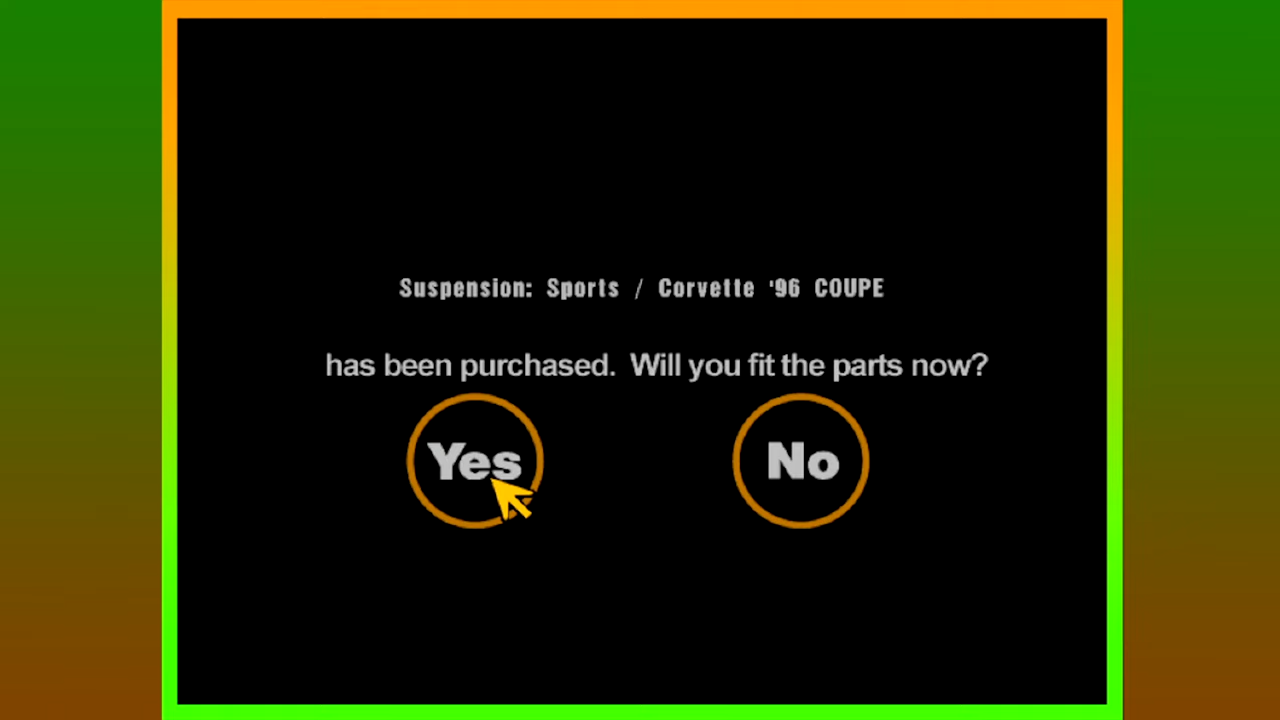 Suspension: Sports / Corvette '96 COUPE
has been purchased. Will you fit the parts now?
Yes No